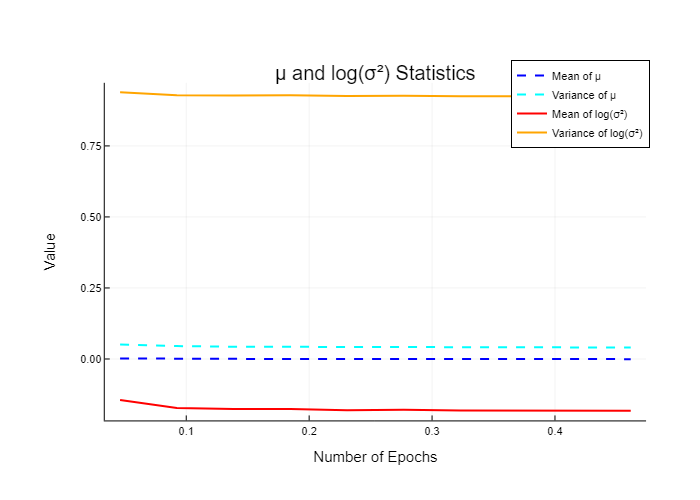 μ and log(σ²) Statistics
Mean of μ
Variance of μ
Mean of log(σ²)
Variance of log(σ²)
Value
0.75
0.50
0.25
0.00
0.1
0.2
0.3
0.4
Number of Epochs